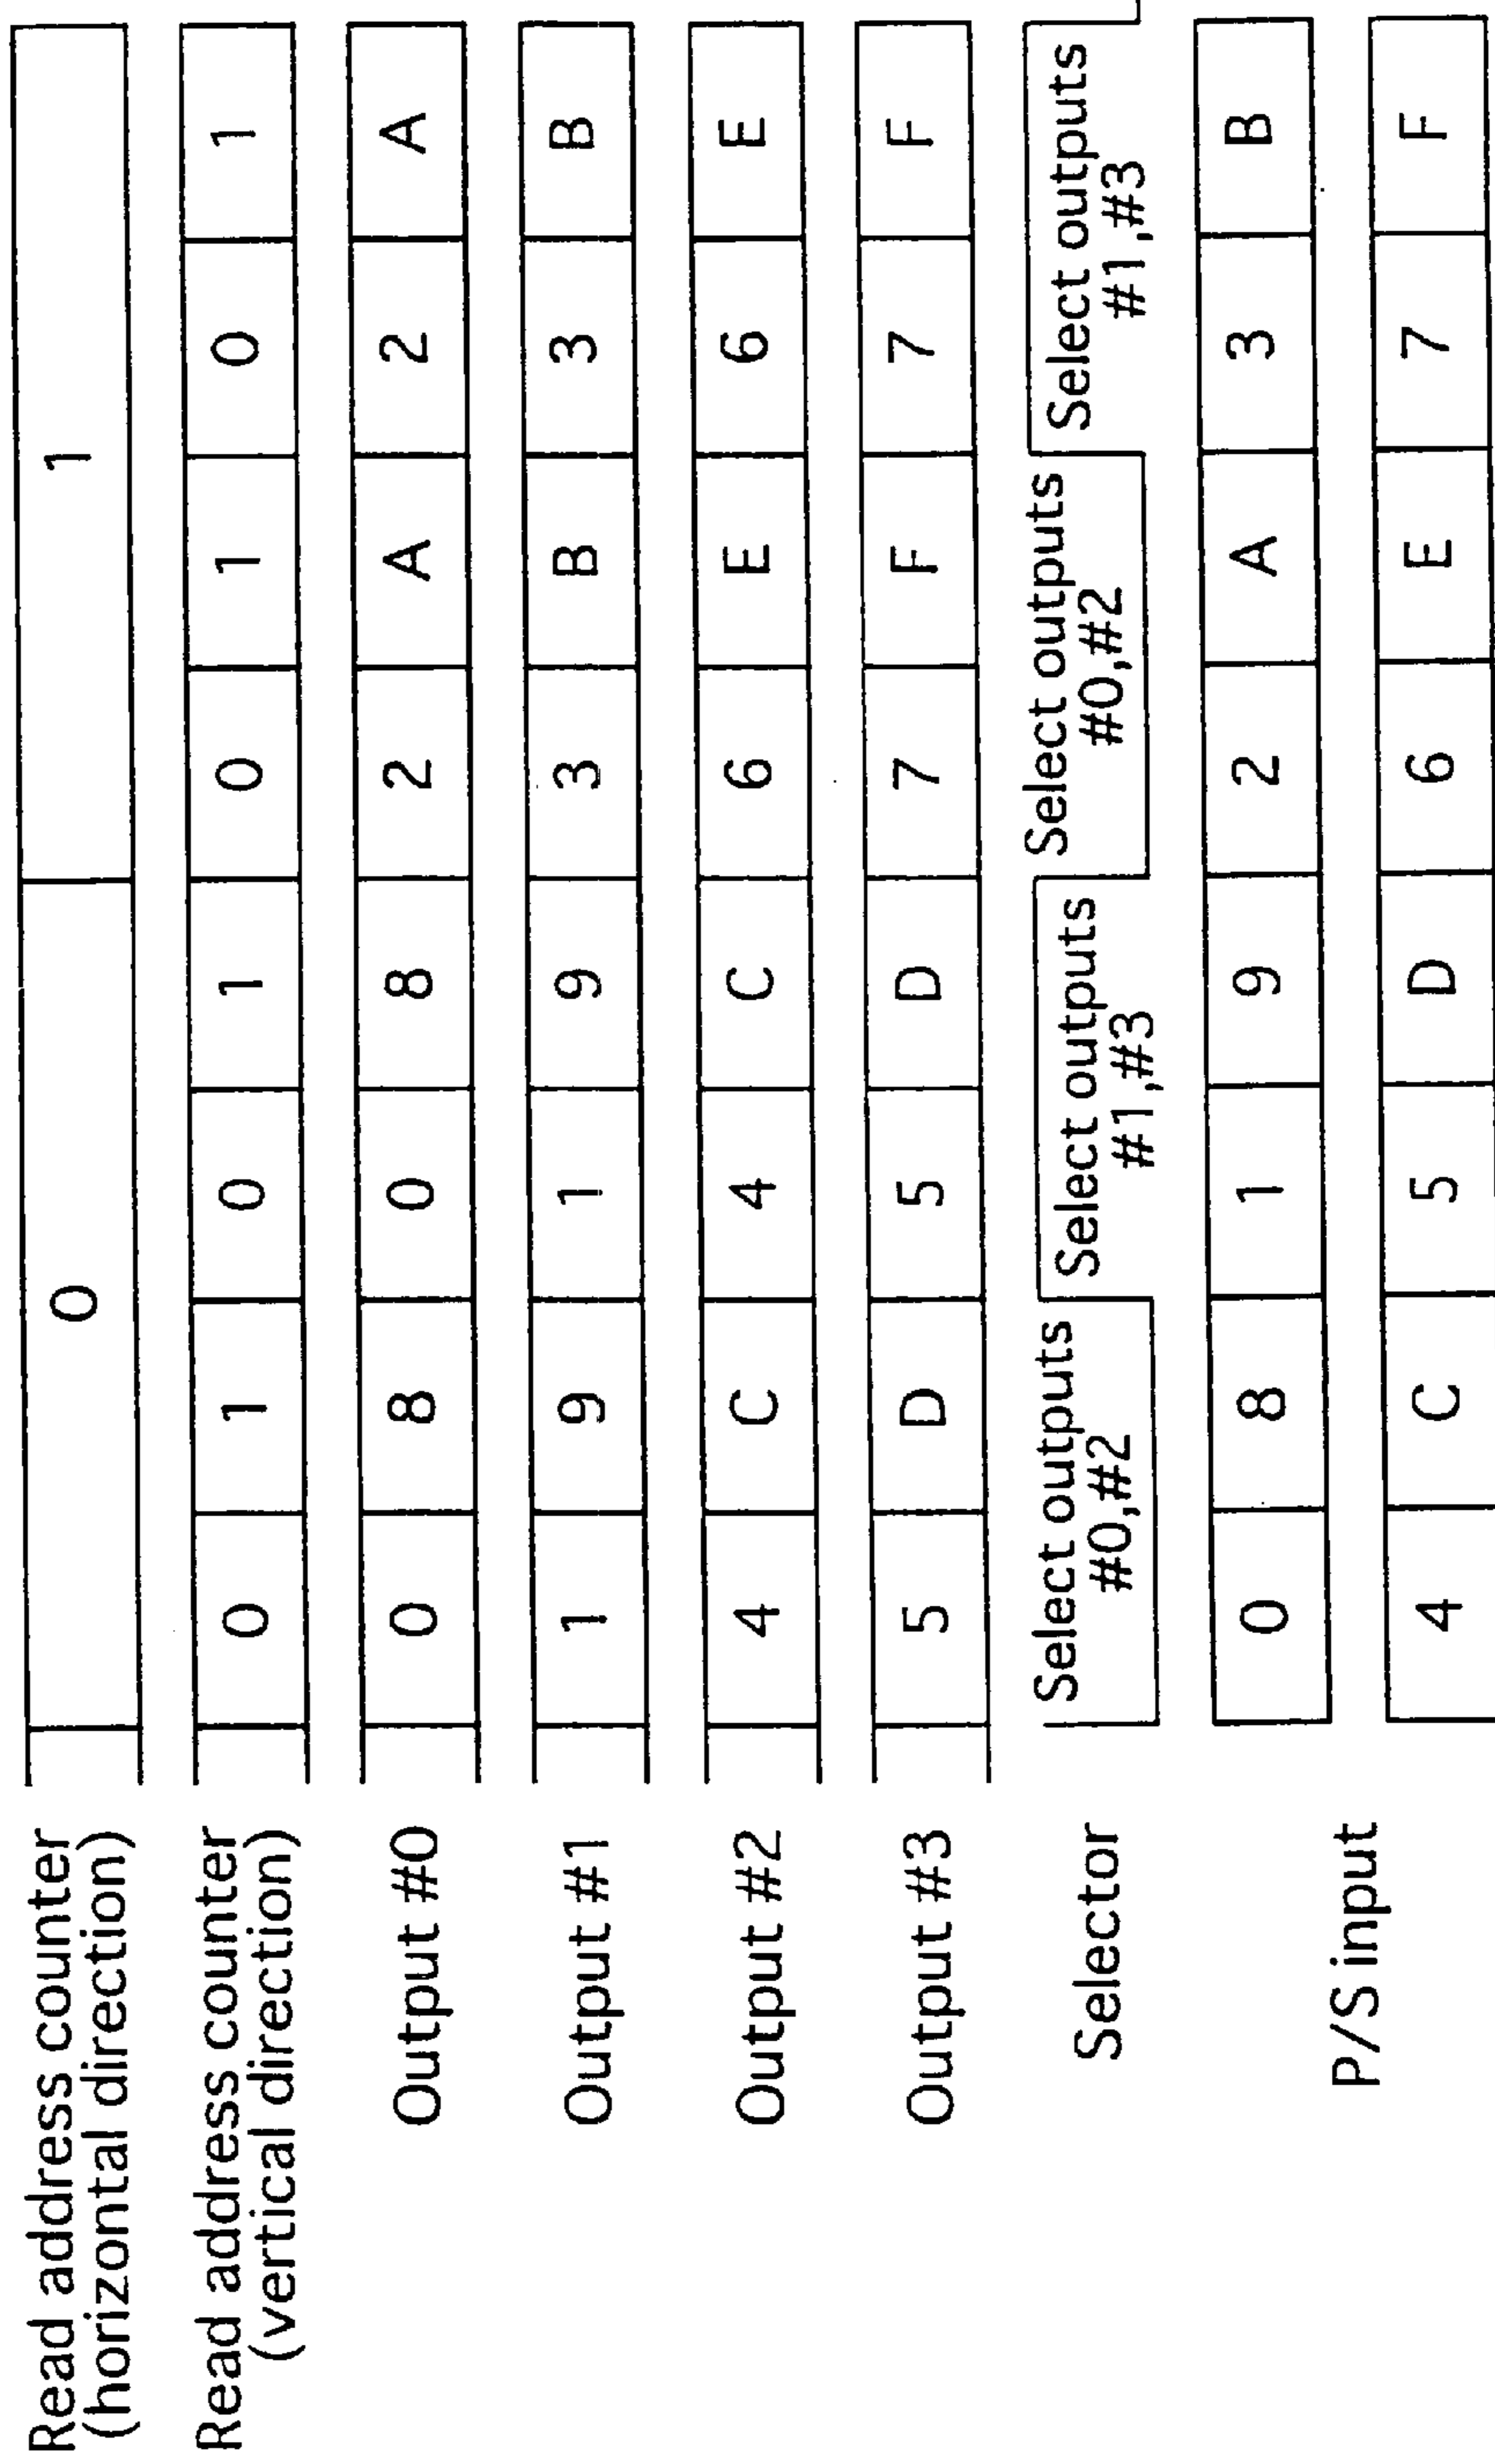 Read address counter
(horizontal direction)
0 1
Read address counter
(vertical direction)
0 1 0 1 0 1 0 1
Output #0
0 8 0 8 2 A 2 A
Output #1
1 9 1 9 3 B 3 B
Output #2
4 C 4 C 6 E 6 E
Output #3
5 D 5 D 7 F 7 F
Selector
Select outputs
#0,#2
Select outputs
#1,#3
Select outputs
#0,#2
Select outputs
#1,#3
P/S input
0 8 1 9 2 A 3 B
4 C 5 D 6 E 7 F